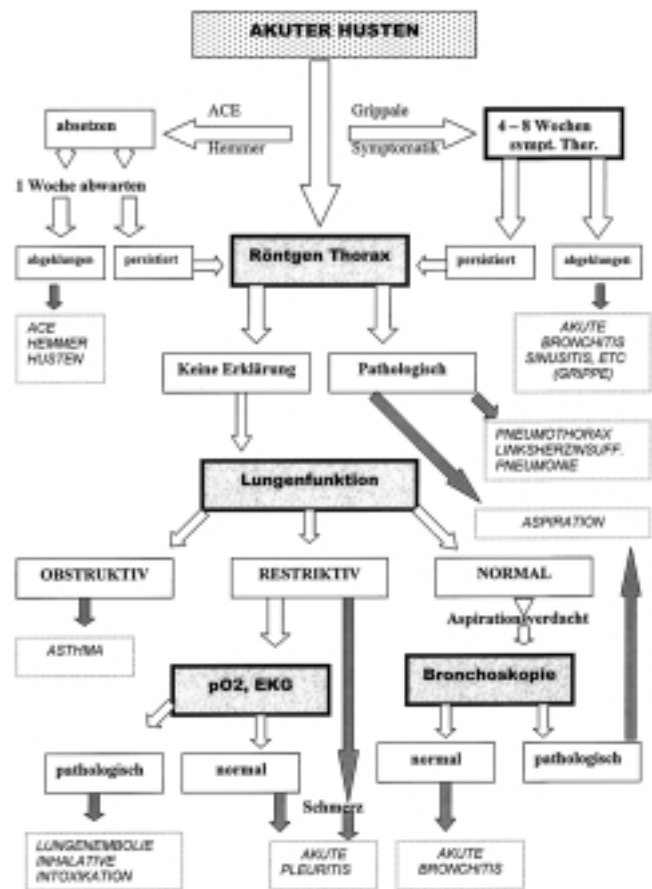 AKUTER HUSTEN
ACE
Hemmer
Grippale
Symptomatik
absetzen
4 – 8 Wochen
sympt. Ther.
1 Woche abwarten
abgeklungen
persistiert
Röntgen Thorax
persistiert
abgeklungen
ACE
HEMMER
HUSTEN
AKUTE
BRONCHITIS
SINUSITIS, ETC
(GRIPPE)
Keine Erklärung
Pathologisch
PNEUMOTHORAX
LINKSHERZINSUFF.
PNEUMONIE
Lungenfunktion
ASPIRATION
OBSTRUKTIV
RESTRIKTIV
NORMAL
Aspirationsverdacht
ASTHMA
pO2, EKG
Bronchoskopie
pathologisch
normal
normal
pathologisch
Schmerz
LUNGENEMBOLIE
INHALATIVE
INTOXIKATION
AKUTE
PLEURITIS
AKUTE
BRONCHITIS